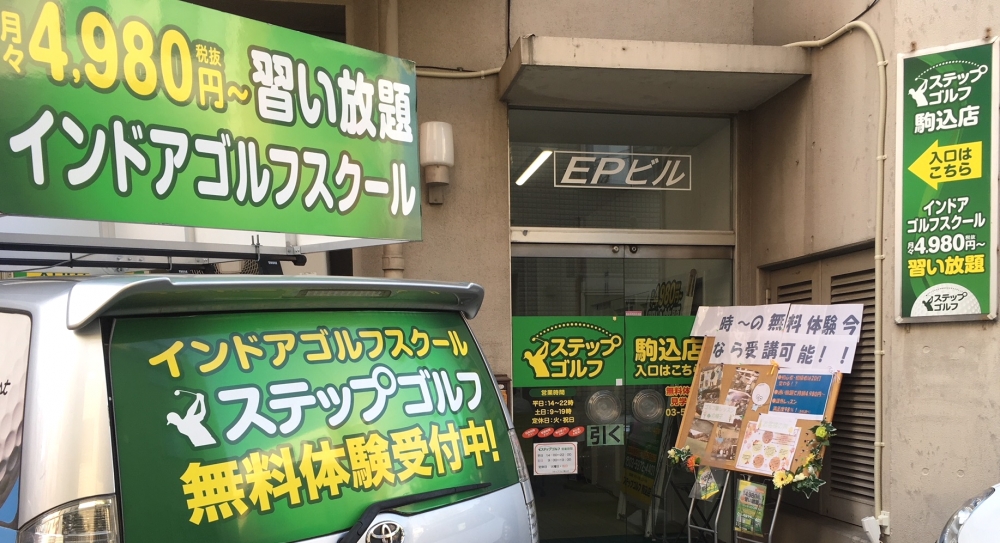 月々4,980円税抜~習い放題
インドアゴルフスクール
インドアゴルフスクール
ステップゴルフ
無料体験受付中!
EPビル
ステップ
ゴルフ
営業時間
平日:14~22時
土日:9~19時
定休日:火・祝日
駒込店
入口はこち
引く
時~の無料体験今
なら受講可能!!
ステップ
ゴルフ
駒込店
入口は
こちら
インドア
ゴルフスクール
月々4,980円税抜~
習い放題
ステップ
ゴルフ